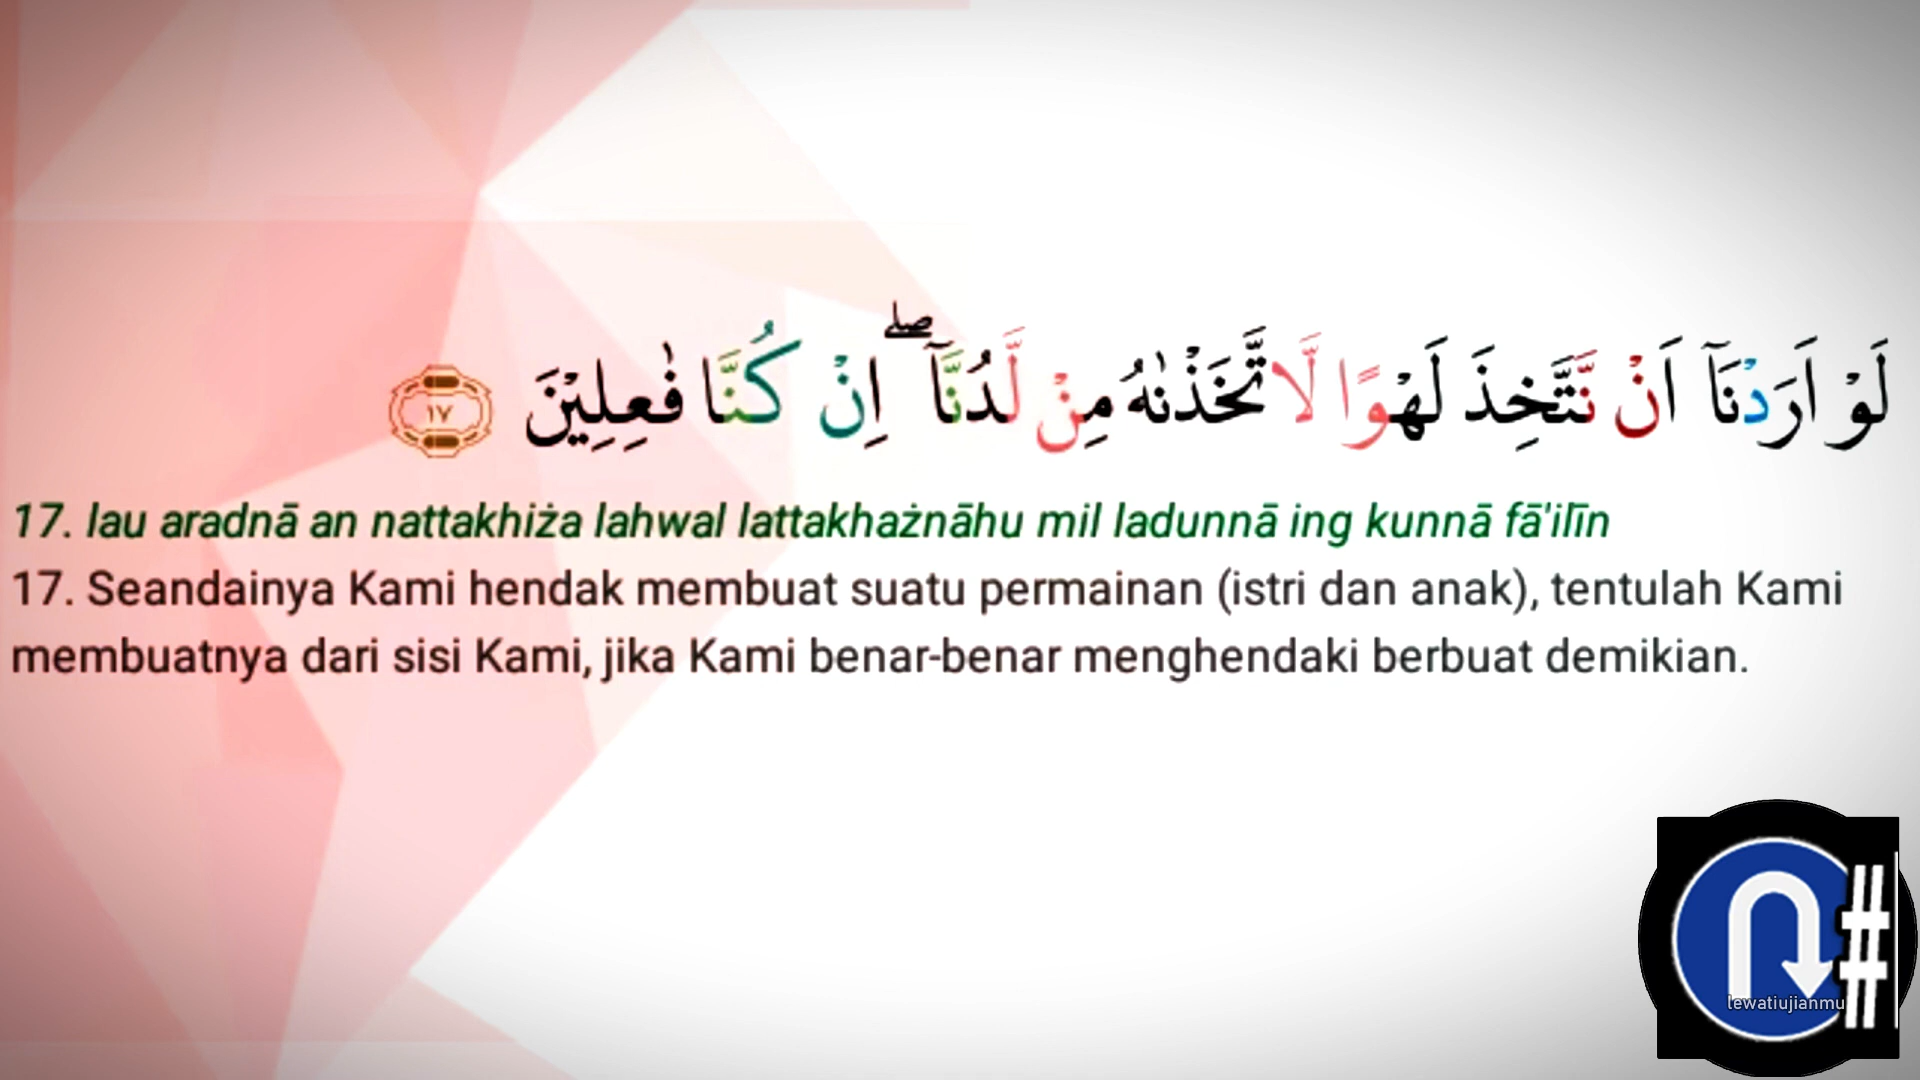 لَوْ اَرَدْنَآ اَنْ نَّتَّخِذَ لَهْوًا لَّاتَّخَذْنٰهُ مِنْ لَّدُنَّآ ۖ اِنْ كُنَّا فٰعِلِيْنَ ١٧
17. lau aradnā an nattakhiża lahwal lattakhażnāhu mil ladunnā ing kunnā fā'ilīn
17. Seandainya Kami hendak membuat suatu permainan (istri dan anak), tentulah Kami
membuatnya dari sisi Kami, jika Kami benar-benar menghendaki berbuat demikian.
#
lewatiujianmu